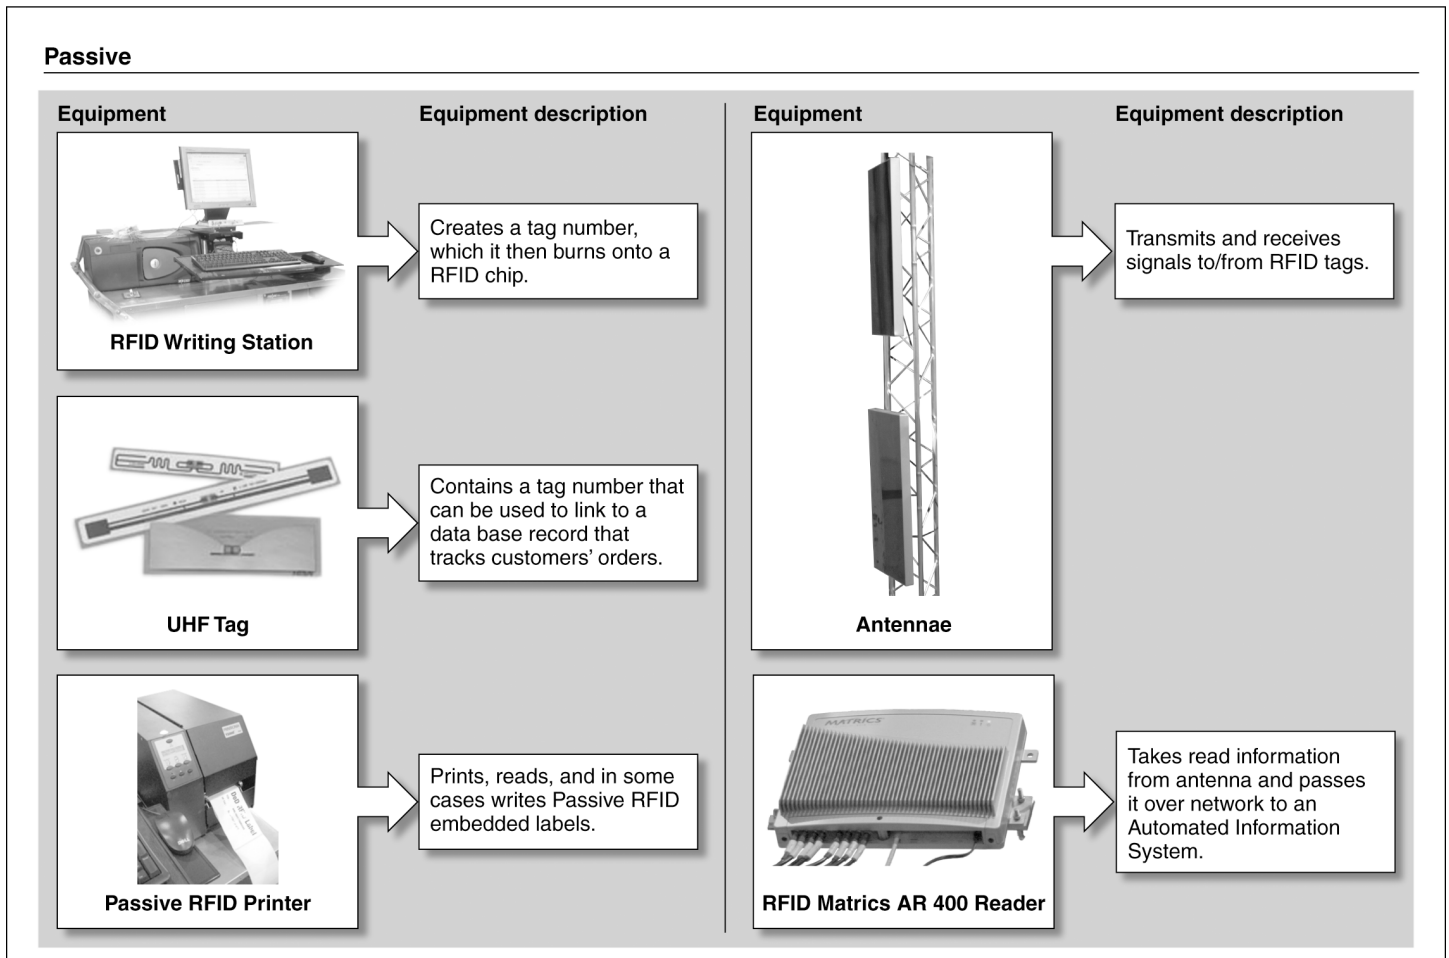 Passive
Equipment
Equipment description
RFID Writing Station
Creates a tag number,
which it then burns onto a
RFID chip.
UHF Tag
Contains a tag number that
can be used to link to a
data base record that
tracks customers' orders.
Passive RFID Printer
Prints, reads, and in some
cases writes Passive RFID
embedded labels.
Equipment
Equipment description
Antennae
Transmits and receives
signals to/from RFID tags.
MATRICS
RFID Matrics AR 400 Reader
Takes read information
from antenna and passes
it over network to an
Automated Information
System.